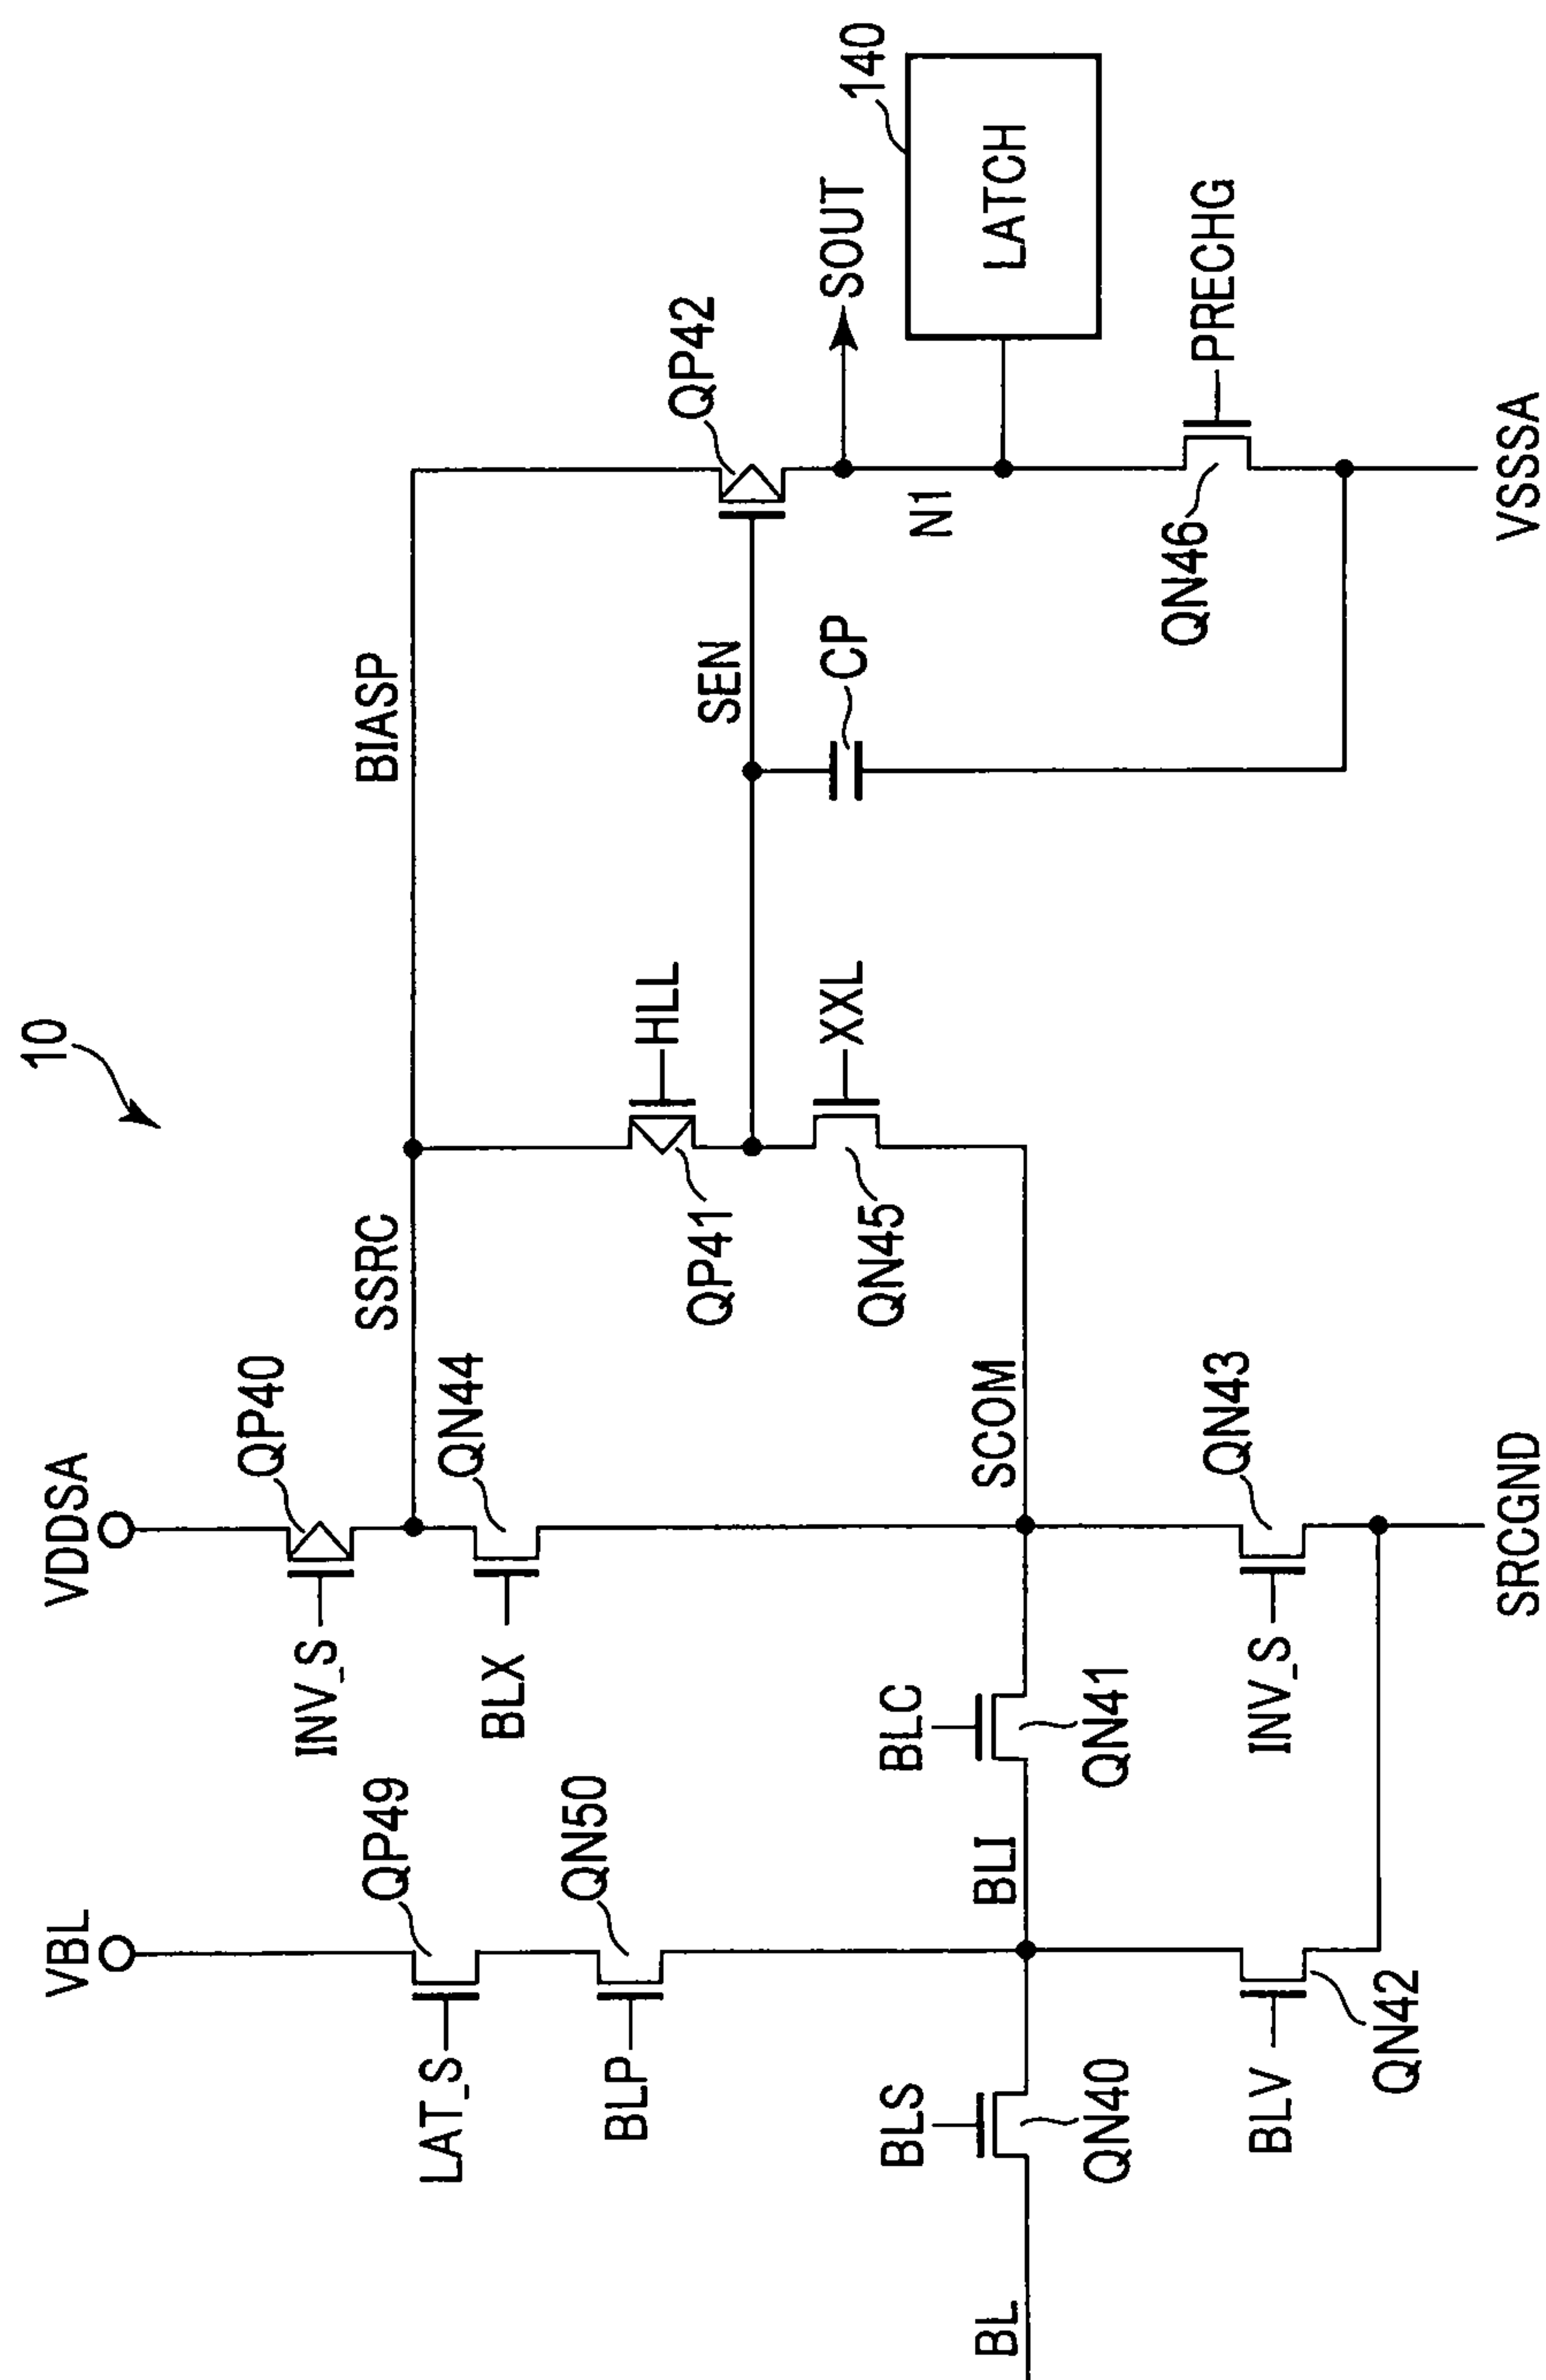 10
VBL
VDDSA
QP49
QP40
LAT_S
INV_S
SSRC
BIASP
QN50
QN44
BLP
BLX
HLL
QP41
SEN
QP42
XXL
QN45
CP
SOUT
140
LATCH
N1
BLS
BLC
BL
BLI
SCOM
QN40
QN41
QN43
QN46
PRECHG
BLV
INV_S
QN42
SRCGND
VSSSA